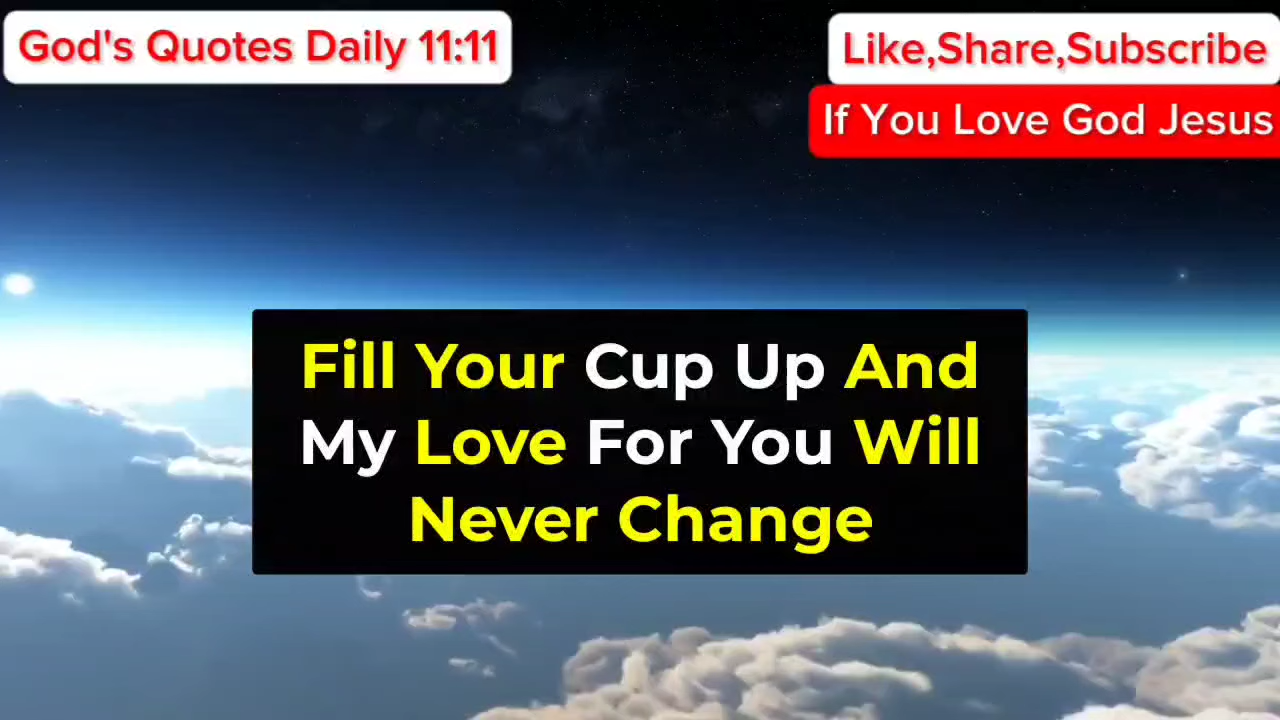 God's Quotes Daily 11:11
Like,Share,Subscribe
If You Love God Jesus
Fill Your Cup Up And
My Love For You Will
Never Change